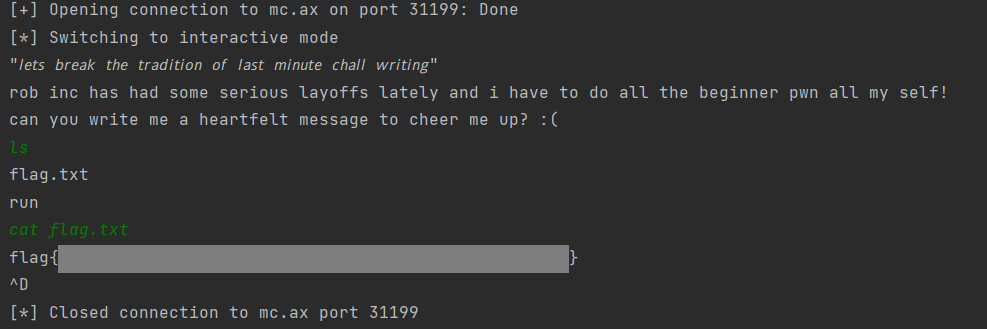 [+] Opening connection to mc.ax on port 31199: Done
[*] Switching to interactive mode
"lets break the tradition of last minute chall writing"
rob inc has had some serious layoffs lately and i have to do all the beginner pwn all my self!
can you write me a heartfelt message to cheer me up? :(
ls
flag.txt
run
cat flag.txt
flag{}
^D
[*] Closed connection to mc.ax port 31199